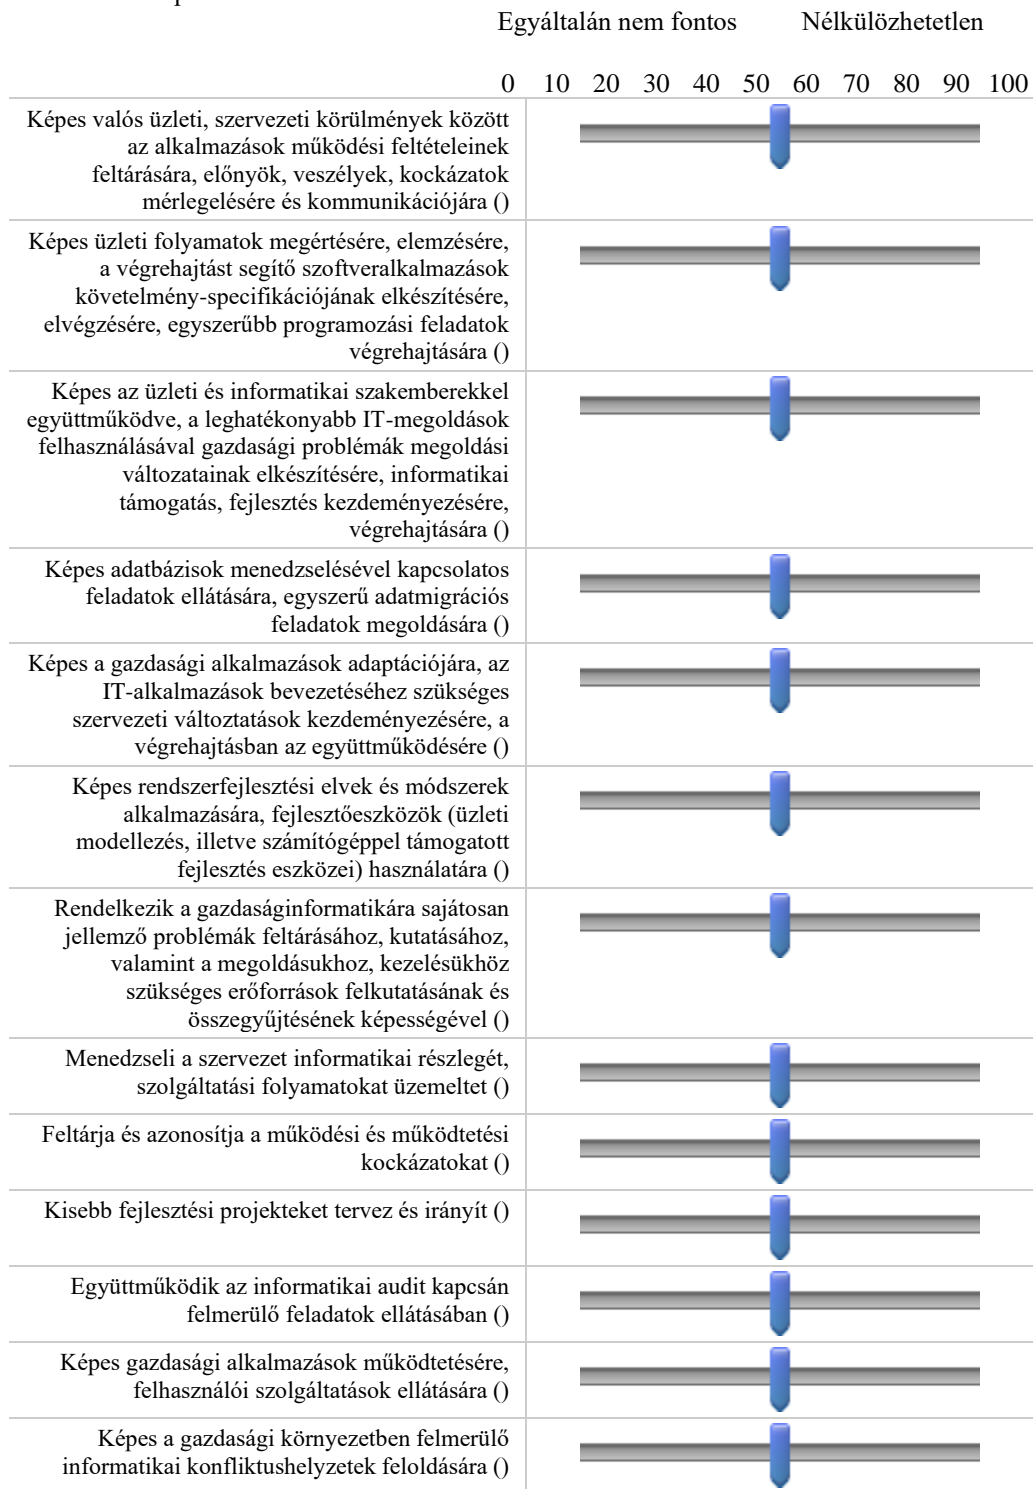 Egyáltalán nem fontos Nélkülözhetetlen
0 10 20 30 40 50 60 70 80 90 100
Képes valós üzleti, szervezeti körülmények között
az alkalmazások működési feltételeinek
feltárására, előnyök, veszélyek, kockázatok
mérlegelésére és kommunikációjára ()
Képes üzleti folyamatok megértésére, elemzésére,
a végrehajtást segítő szoftveralkalmazások
követelmény-specifikációjának elkészítésére,
elvégzésére, egyszerűbb programozási feladatok
végrehajtására ()
Képes az üzleti és informatikai szakemberekkel
együttműködve, a leghatékonyabb IT-megoldások
felhasználásával gazdasági problémák megoldási
változatainak elkészítésére, informatikai
támogatás, fejlesztés kezdeményezésére,
végrehajtására ()
Képes adatbázisok menedzselésével kapcsolatos
feladatok ellátására, egyszerű adatmigrációs
feladatok megoldására ()
Képes a gazdasági alkalmazások adaptációjára, az
IT-alkalmazások bevezetéséhez szükséges
szervezeti változtatások kezdeményezésére, a
végrehajtásban az együttműködésére ()
Képes rendszerfejlesztési elvek és módszerek
alkalmazására, fejlesztőeszközök (üzleti
modellezés, illetve számítógéppel támogatott
fejlesztés eszközei) használatára ()
Rendelkezik a gazdaságinformatikára sajátosan
jellemző problémák feltárásához, kutatásához,
valamint a megoldásukhoz, kezelésükhöz
szükséges erőforrások felkutatásának és
összegyűjtésének képességével ()
Menedzseli a szervezet informatikai részlegét,
szolgáltatási folyamatokat üzemeltet ()
Feltárja és azonosítja a működési és működtetési
kockázatokat ()
Kisebb fejlesztési projekteket tervez és irányít ()
Együttműködik az informatikai audit kapcsán
felmerülő feladatok ellátásában ()
Képes gazdasági alkalmazások működtetésére,
felhasználói szolgáltatások ellátására ()
Képes a gazdasági környezetben felmerülő
informatikai konfliktushelyzetek feloldására ()